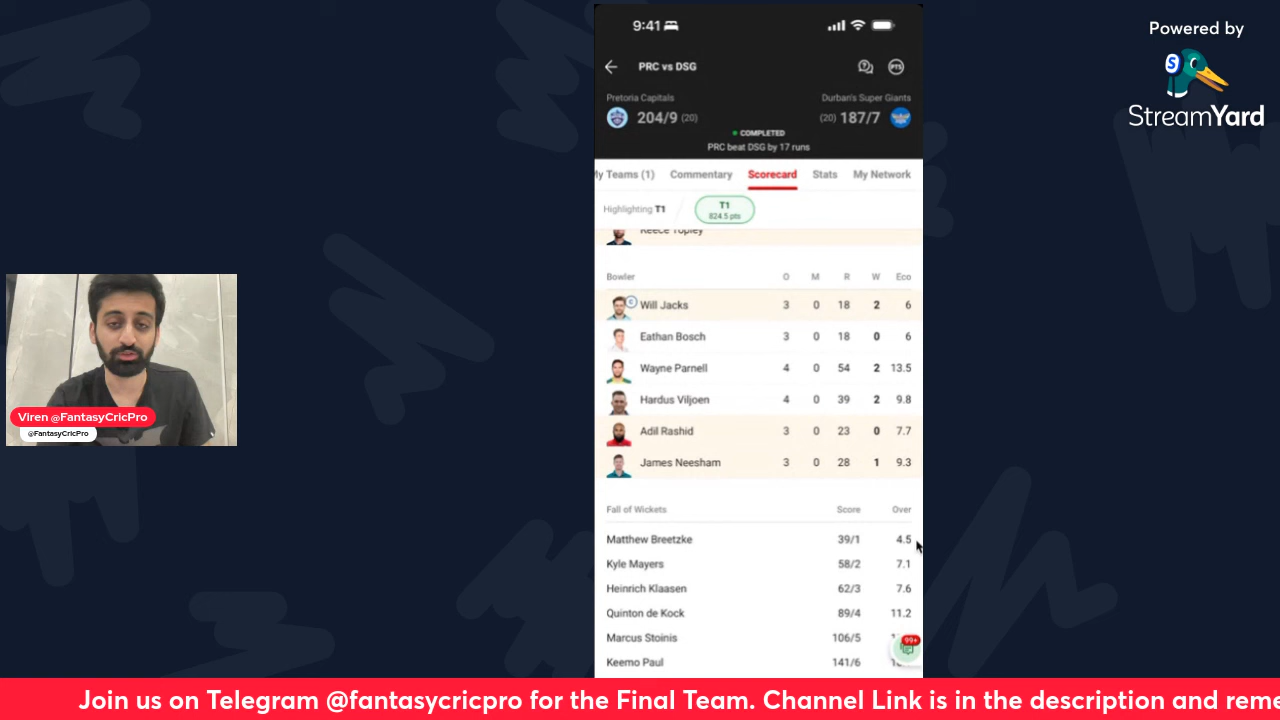 9:41
Powered by
StreamYard
PRC vs DSG
PTS
Pretoria Capitals
Durban's Super Giants
204/9 (20)
(20) 187/7
COMPLETED
PRC beat DSG by 17 runs
My Teams (1) Commentary Scorecard Stats My Network
Highlighting T1
T1
824.5 pts
Reece Topley
Bowler O M R W Eco
C
Will Jacks 3 0 18 2 6
Eathan Bosch 3 0 18 0 6
Wayne Parnell 4 0 54 2 13.5
Hardus Viljoen 4 0 39 2 9.8
Adil Rashid 3 0 23 0 7.7
James Neesham 3 0 28 1 9.3
Fall of Wickets Score Over
Matthew Breetzke 39/1 4.5
Kyle Mayers 58/2 7.1
Heinrich Klaasen 62/3 7.6
Quinton de Kock 89/4 11.2
Marcus Stoinis 106/5
99+
Keemo Paul 141/6
Viren @FantasyCricPro
@FantasyCricPro
Join us on Telegram @fantasycricpro for the Final Team. Channel Link is in the description and reme